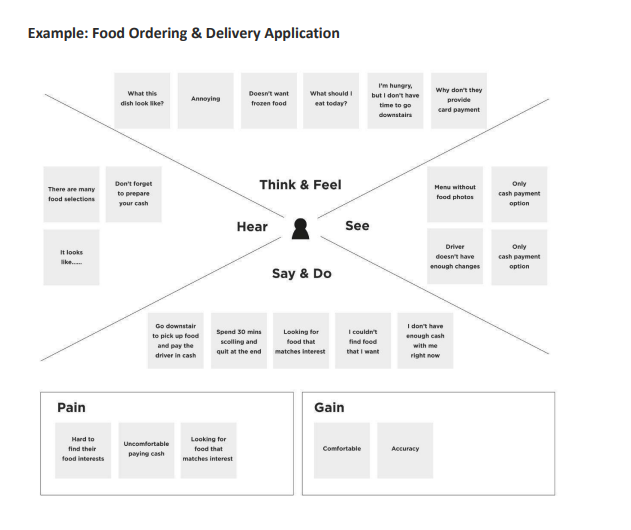 Example: Food Ordering & Delivery Application
What this
dish look like?
Annoying
Doesn't want
frozen food
What should I
eat today?
I'm hungry,
but I don't have
time to go
downstairs
Why don't they
provide
card payment
There are many
food selections
Don't forget
to prepare
your cash
Think & Feel
Menu without
food photos
Only
cash payment
option
Hear
See
It looks
like......
Driver
doesn't have
enough changes
Only
cash payment
option
Say & Do
Go downstair
to pick up food
and pay the
driver in cash
Spend 30 mins
scolling and
quit at the end
Looking for
food that
matches interest
I couldn't
find food
that I want
I don't have
enough cash
with me
right now
Pain
Hard to
find their
food interests
Uncomfortable
paying cash
Looking for
food that
matches interest
Gain
Comfortable
Accuracy